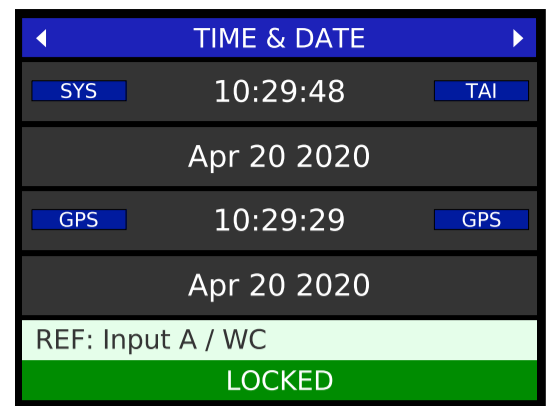 TIME & DATE
SYS 10:29:48 TAI
Apr 20 2020
GPS 10:29:29 GPS
Apr 20 2020
REF: Input A / WC
LOCKED